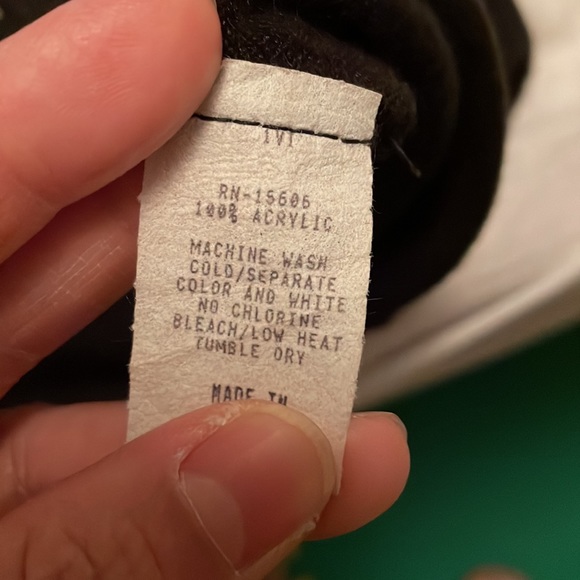 RN-15606
100% ACRYLIC
MACHINE WASH
COLD/SEPARATE
COLOR AND WHITE
NO CHLORINE
BLEACH/LOW HEAT
TUMBLE DRY
MADE IN